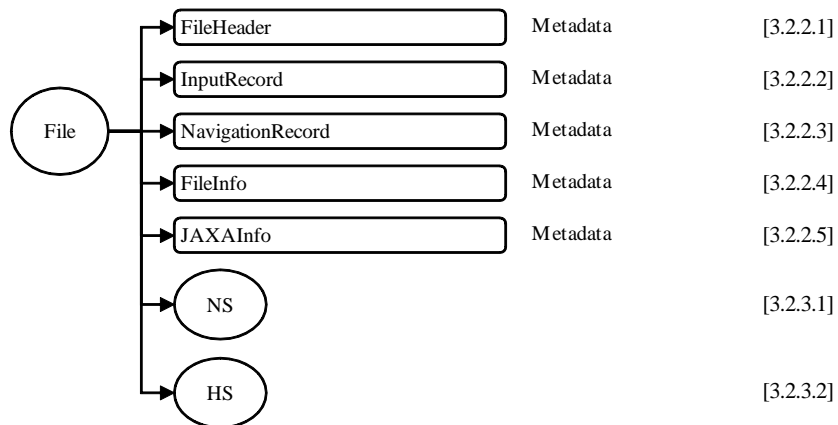 FileHeader Metadata [3.2.2.1]
InputRecord Metadata [3.2.2.2]
File NavigationRecord Metadata [3.2.2.3]
FileInfo Metadata [3.2.2.4]
JAXAInfo Metadata [3.2.2.5]
NS [3.2.3.1]
HS [3.2.3.2]